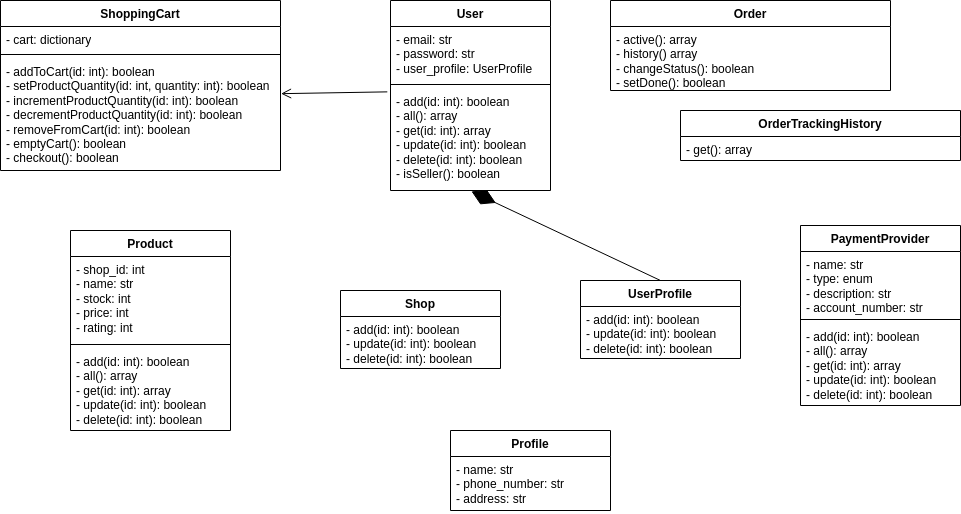 ShoppingCart
- cart: dictionary
- addToCart(id: int): boolean
- setProductQuantity(id: int, quantity: int): boolean
- incrementProductQuantity(id: int): boolean
- decrementProductQuantity(id: int): boolean
- removeFromCart(id: int): boolean
- emptyCart(): boolean
- checkout(): boolean
User
- email: str
- password: str
- user_profile: UserProfile
- add(id: int): boolean
- all(): array
- get(id: int): array
- update(id: int): boolean
- delete(id: int): boolean
- isSeller(): boolean
Order
- active(): array
- history() array
- changeStatus(): boolean
- setDone(): boolean
OrderTrackingHistory
- get(): array
Product
- shop_id: int
- name: str
- stock: int
- price: int
- rating: int
- add(id: int): boolean
- all(): array
- get(id: int): array
- update(id: int): boolean
- delete(id: int): boolean
Shop
- add(id: int): boolean
- update(id: int): boolean
- delete(id: int): boolean
UserProfile
- add(id: int): boolean
- update(id: int): boolean
- delete(id: int): boolean
PaymentProvider
- name: str
- type: enum
- description: str
- account_number: str
- add(id: int): boolean
- all(): array
- get(id: int): array
- update(id: int): boolean
- delete(id: int): boolean
Profile
- name: str
- phone_number: str
- address: str